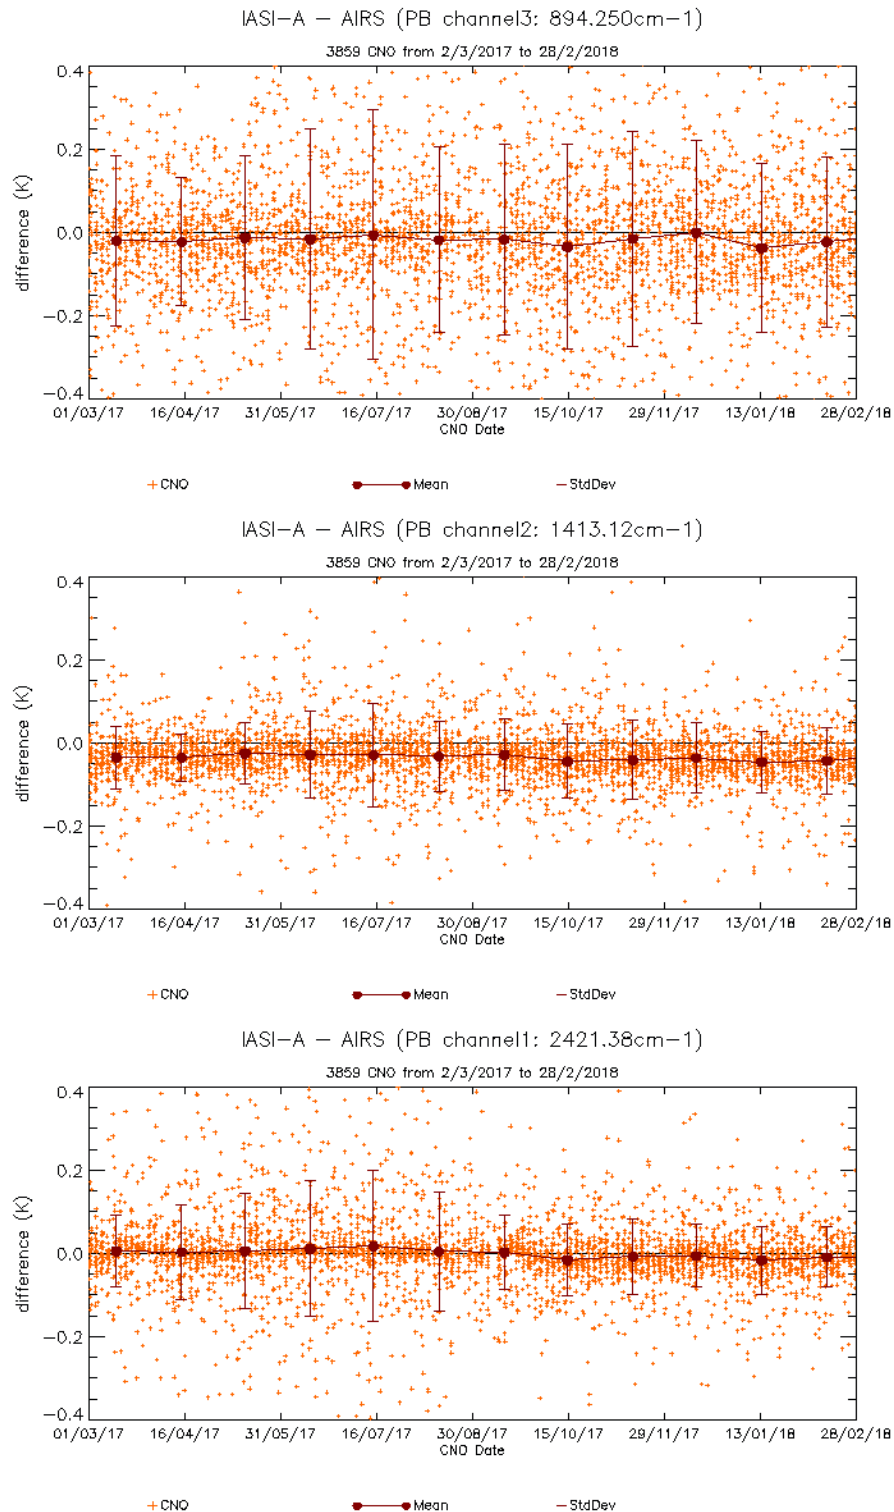 IASI-A - AIRS (PB channel3: 894.250cm-1)
3859 CNO from 2/3/2017 to 28/2/2018
difference (K)
0.4
0.2
0.0
-0.2
-0.4
01/03/17 16/04/17 31/05/17 16/07/17 30/08/17 15/10/17 29/11/17 13/01/18 28/02/18
CNO Date
CNO Mean StdDev
IASI-A - AIRS (PB channel2: 1413.12cm-1)
3859 CNO from 2/3/2017 to 28/2/2018
difference (K)
0.4
0.2
0.0
-0.2
-0.4
01/03/17 16/04/17 31/05/17 16/07/17 30/08/17 15/10/17 29/11/17 13/01/18 28/02/18
CNO Date
CNO Mean StdDev
IASI-A - AIRS (PB channel1: 2421.38cm-1)
3859 CNO from 2/3/2017 to 28/2/2018
difference (K)
0.4
0.2
0.0
-0.2
-0.4
01/03/17 16/04/17 31/05/17 16/07/17 30/08/17 15/10/17 29/11/17 13/01/18 28/02/18
CNO Date
CNO Mean StdDev